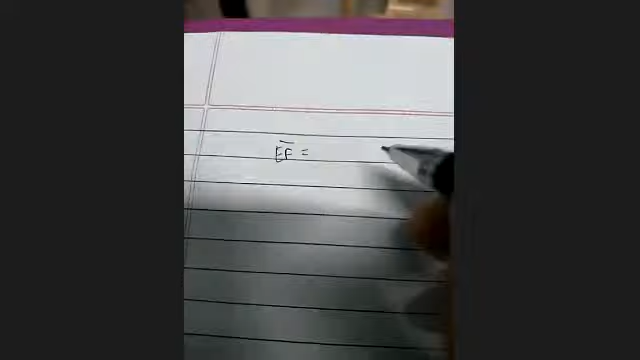 EF =